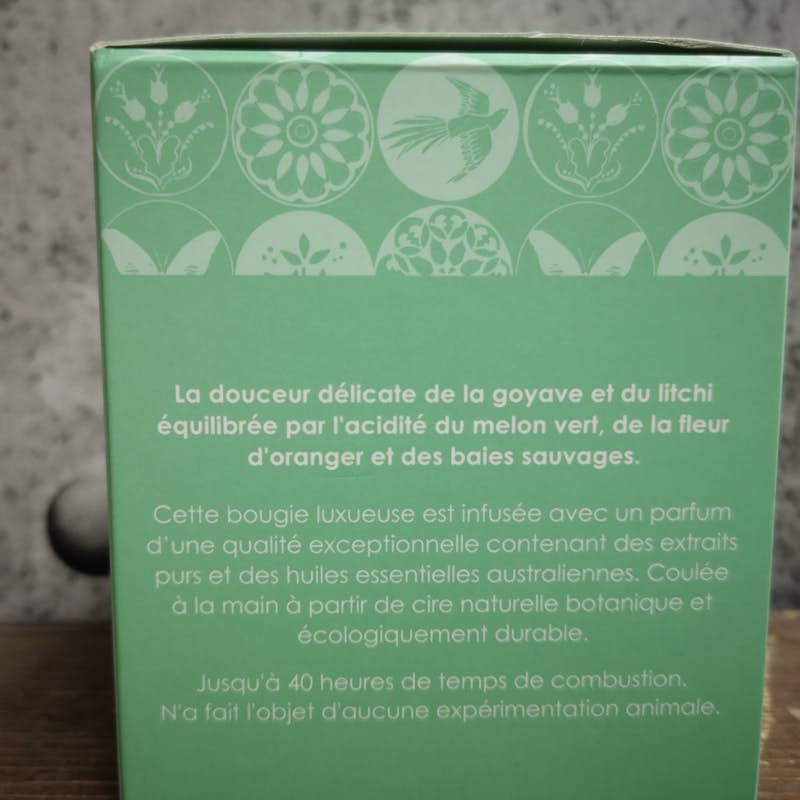 La douceur délicate de la goyave et du litchi
équilibrée par l'acidité du melon vert, de la fleur
d'oranger et des baies sauvages.
Cette bougie luxueuse est infusée avec un parfum
d'une qualité exceptionnelle contenant des extraits
purs et des huiles essentielles australiennes. Coulée
à la main à partir de cire naturelle botanique et
écologiquement durable.
Jusqu'à 40 heures de temps de combustion.
N'a fait l'objet d'aucune expérimentation animale.